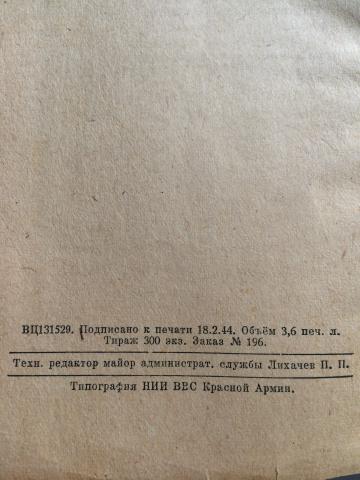 ВЦ131529. Подписано к печати 18.2.44. Объём 3,6 печ. л.
Тираж 300 экз. Заказ № 196.
Техн. редактор майор администрат. службы Лихачев П. П.
Типография НИИ ВВС Красной Армии.